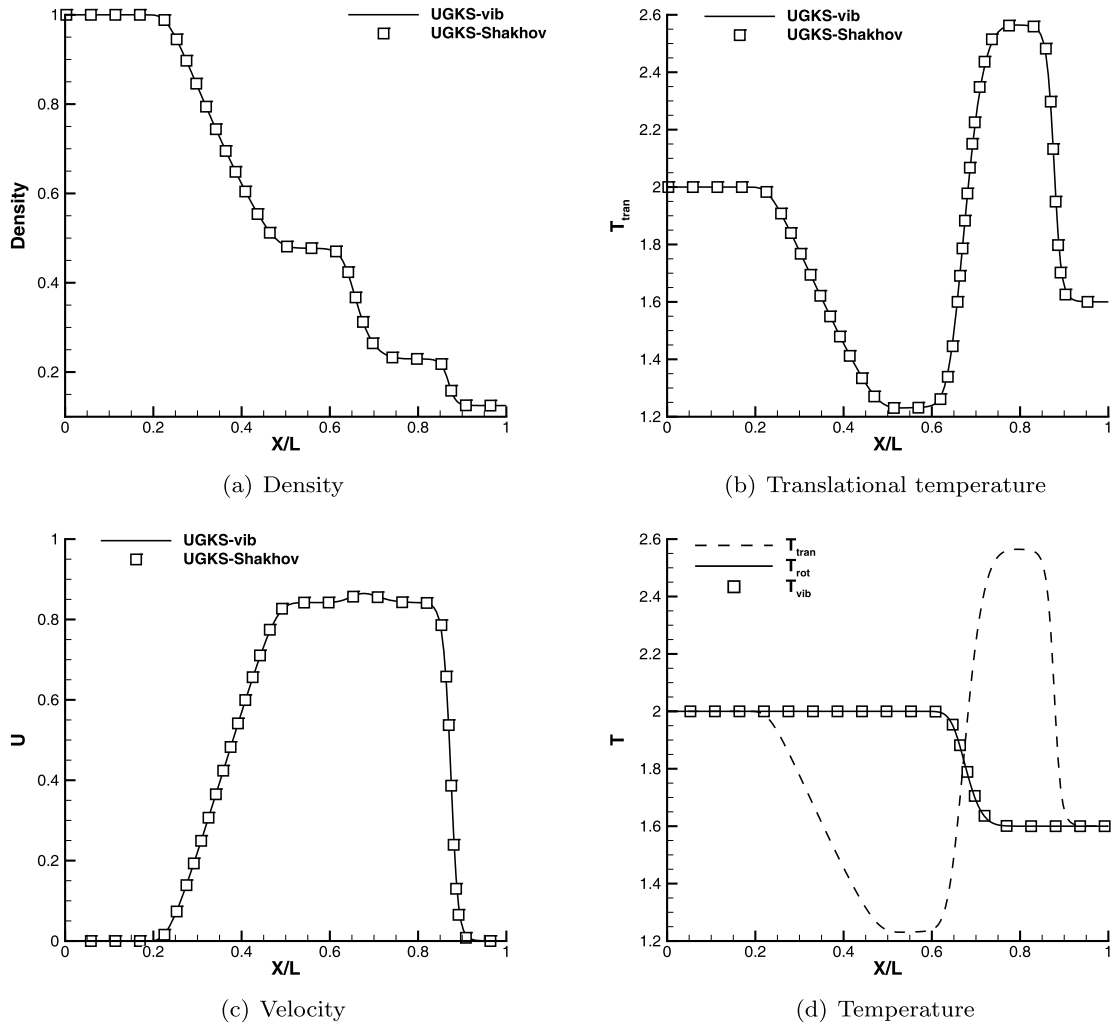 1
0.8
0.6
0.4
0.2
Density
UGKS-vib
UGKS-Shakhov
0 0.2 0.4 0.6 0.8 1
X/L
(a) Density
2.6
2.4
2.2
2
1.8
1.6
1.4
1.2
T_tran
UGKS-vib
UGKS-Shakhov
0 0.2 0.4 0.6 0.8 1
X/L
(b) Translational temperature
1
0.8
0.6
0.4
0.2
0
U
UGKS-vib
UGKS-Shakhov
0 0.2 0.4 0.6 0.8 1
X/L
(c) Velocity
2.6
2.4
2.2
2
1.8
1.6
1.4
1.2
T
T_tran
T_rot
T_vib
0 0.2 0.4 0.6 0.8 1
X/L
(d) Temperature